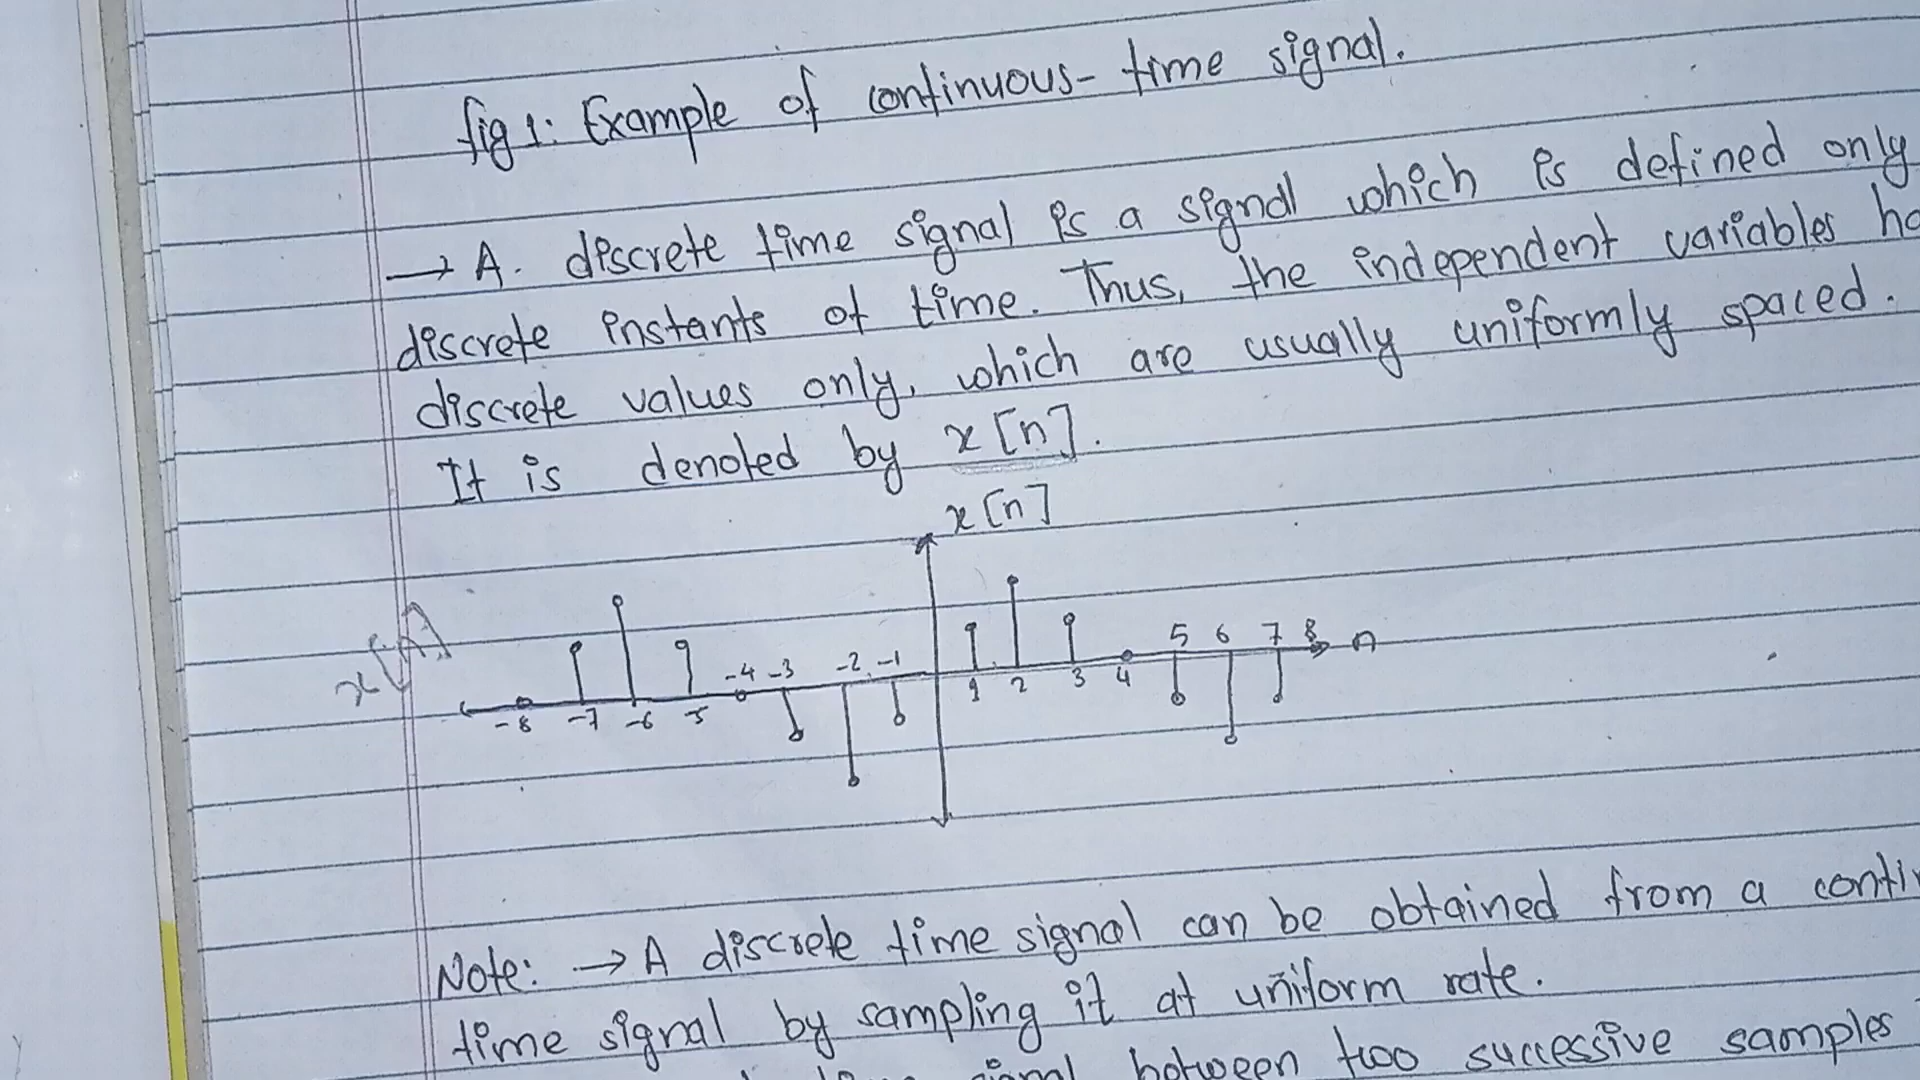 fig 1: Example of continuous-time signal.
→ A. discrete time signal is a signal which is defined only
discrete instants of time. Thus, the independent variables ha
discrete values only, which are usually uniformly spaced.
It is denoted by x[n].
x[n]
-8 -7 -6 -5 -4 -3 -2 -1 1 2 3 4 5 6 7 8 n
Note: → A discrete time signal can be obtained from a conti
time signal by sampling it at uniform rate.
between two successive samples